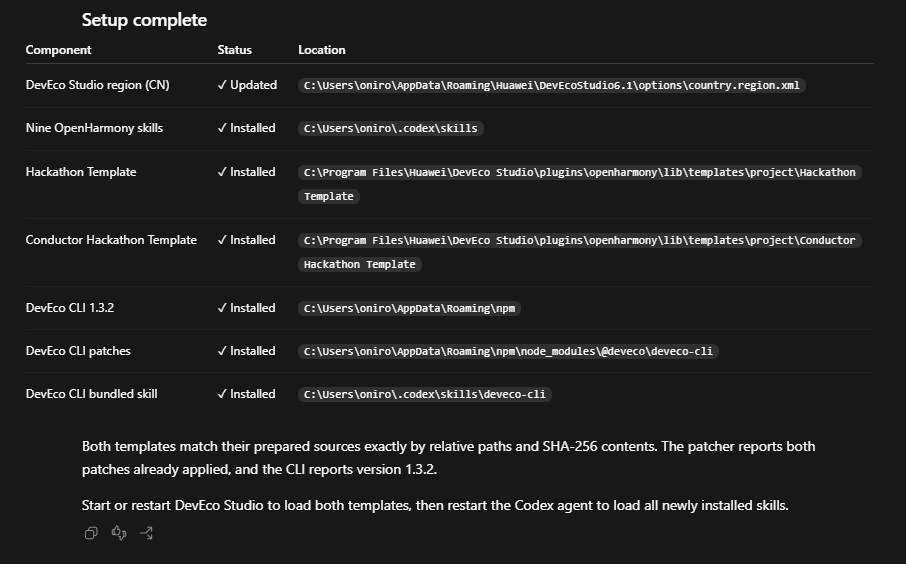 Setup complete
Component Status Location
DevEco Studio region (CN) ✓ Updated C:\Users\oniro\AppData\Roaming\Huawei\DevEcoStudio6.1\options\country.region.xml
Nine OpenHarmony skills ✓ Installed C:\Users\oniro\.codex\skills
Hackathon Template ✓ Installed C:\Program Files\Huawei\DevEco Studio\plugins\openharmony\lib\templates\project\Hackathon
Template
Conductor Hackathon Template ✓ Installed C:\Program Files\Huawei\DevEco Studio\plugins\openharmony\lib\templates\project\Conductor
Hackathon Template
DevEco CLI 1.3.2 ✓ Installed C:\Users\oniro\AppData\Roaming\npm
DevEco CLI patches ✓ Installed C:\Users\oniro\AppData\Roaming\npm\node_modules\@deveco\deveco-cli
DevEco CLI bundled skill ✓ Installed C:\Users\oniro\.codex\skills\deveco-cli
Both templates match their prepared sources exactly by relative paths and SHA-256 contents. The patcher reports both
patches already applied, and the CLI reports version 1.3.2.
Start or restart DevEco Studio to load both templates, then restart the Codex agent to load all newly installed skills.